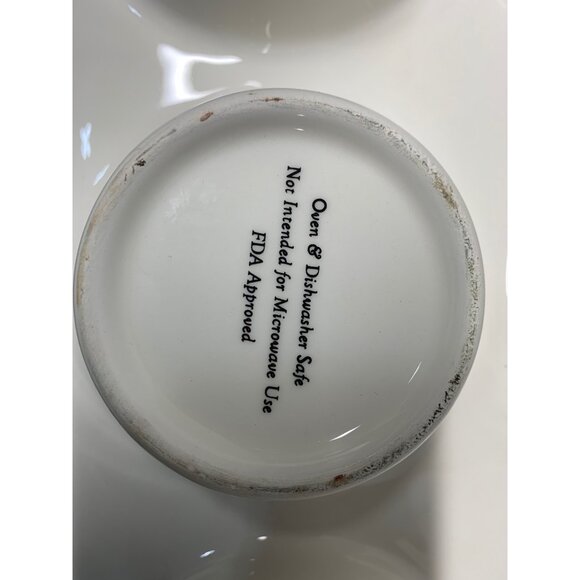 Oven & Dishwasher Safe
Not Intended for Microwave Use
FDA Approved